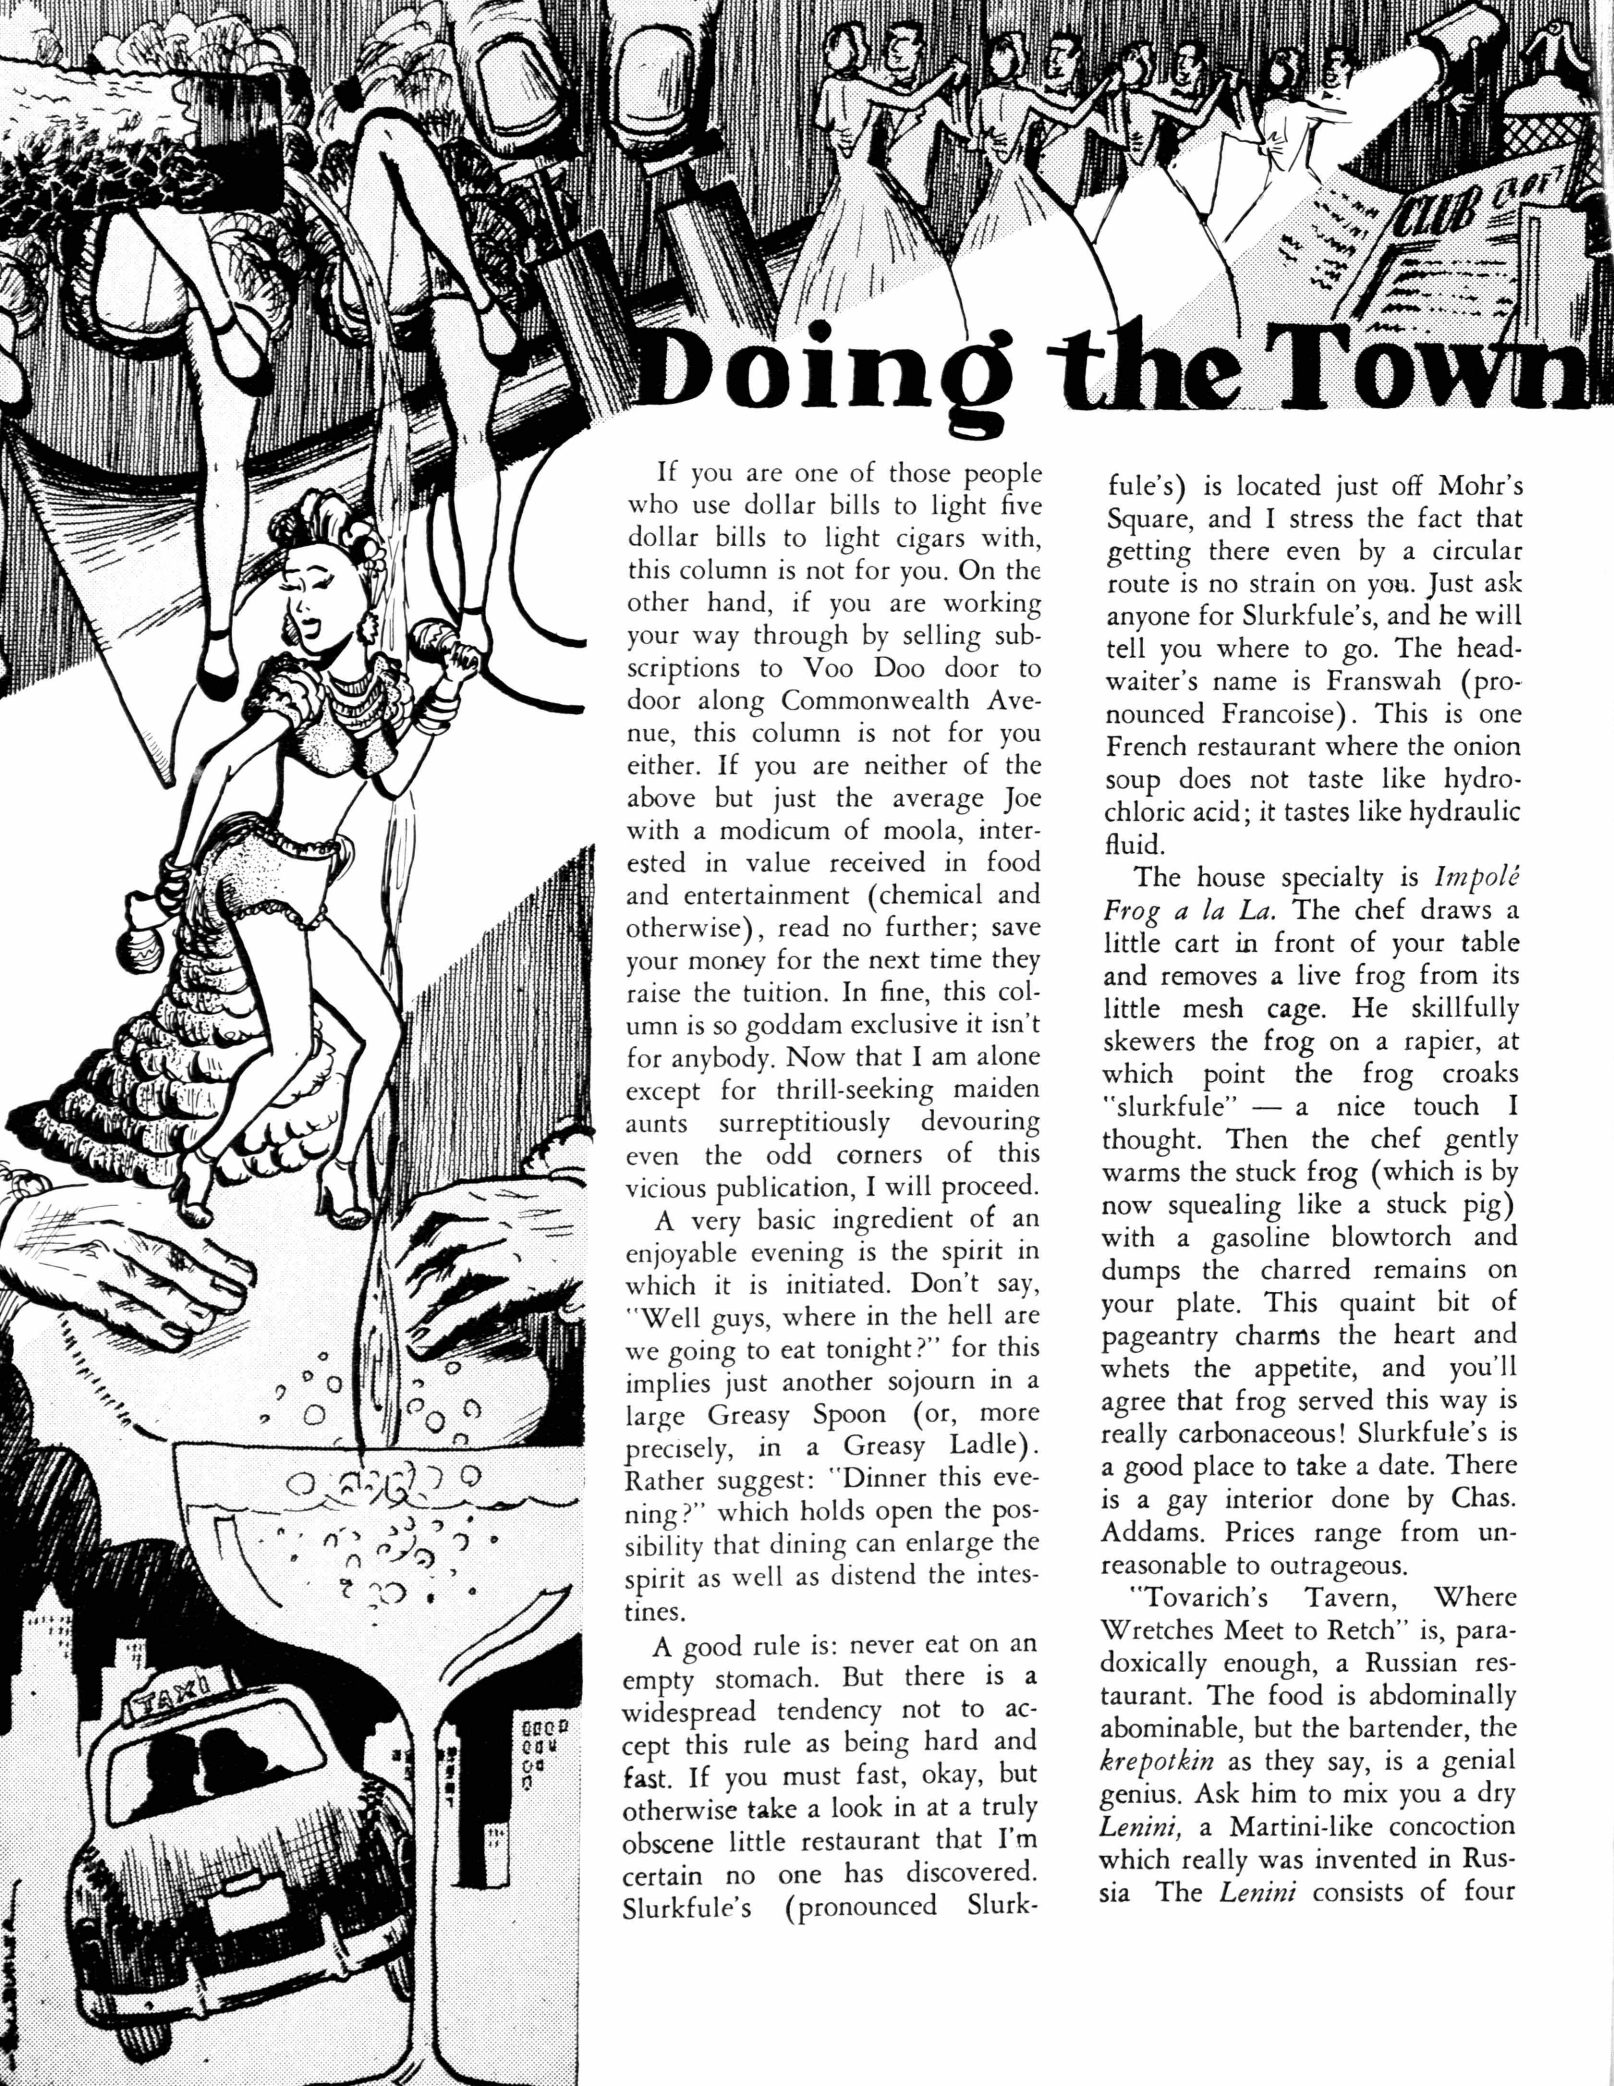 CLUB
Doing the Town
If you are one of those people
who use dollar bills to light five
dollar bills to light cigars with,
this column is not for you. On the
other hand, if you are working
your way through by selling sub-
scriptions to Voo Doo door to
door along Commonwealth Ave-
nue, this column is not for you
either. If you are neither of the
above but just the average Joe
with a modicum of moola, inter-
ested in value received in food
and entertainment (chemical and
otherwise), read no further; save
your money for the next time they
raise the tuition. In fine, this col-
umn is so goddam exclusive it isn't
for anybody. Now that I am alone
except for thrill-seeking maiden
aunts surreptitiously devouring
even the odd corners of this
vicious publication, I will proceed.
A very basic ingredient of an
enjoyable evening is the spirit in
which it is initiated. Don't say,
"Well guys, where in the hell are
we going to eat tonight?" for this
implies just another sojourn in a
large Greasy Spoon (or, more
precisely, in a Greasy Ladle).
Rather suggest: "Dinner this eve-
ning?" which holds open the pos-
sibility that dining can enlarge the
spirit as well as distend the intes-
tines.
A good rule is: never eat on an
empty stomach. But there is a
widespread tendency not to ac-
cept this rule as being hard and
fast. If you must fast, okay, but
otherwise take a look in at a truly
obscene little restaurant that I'm
certain no one has discovered.
Slurkfule's (pronounced Slurk-
fule's) is located just off Mohr's
Square, and I stress the fact that
getting there even by a circular
route is no strain on you. Just ask
anyone for Slurkfule's, and he will
tell you where to go. The head-
waiter's name is Franswah (pro-
nounced Francoise). This is one
French restaurant where the onion
soup does not taste like hydro-
chloric acid; it tastes like hydraulic
fluid.
The house specialty is Impolé
Frog a la La. The chef draws a
little cart in front of your table
and removes a live frog from its
little mesh cage. He skillfully
skewers the frog on a rapier, at
which point the frog croaks
"slurkfule" — a nice touch I
thought. Then the chef gently
warms the stuck frog (which is by
now squealing like a stuck pig)
with a gasoline blowtorch and
dumps the charred remains on
your plate. This quaint bit of
pageantry charms the heart and
whets the appetite, and you'll
agree that frog served this way is
really carbonaceous! Slurkfule's is
a good place to take a date. There
is a gay interior done by Chas.
Addams. Prices range from un-
reasonable to outrageous.
"Tovarich's Tavern, Where
Wretches Meet to Retch" is, para-
doxically enough, a Russian res-
taurant. The food is abdominally
abominable, but the bartender, the
krepotkin as they say, is a genial
genius. Ask him to mix you a dry
Lenini, a Martini-like concoction
which really was invented in Rus-
sia The Lenini consists of four
TAXI